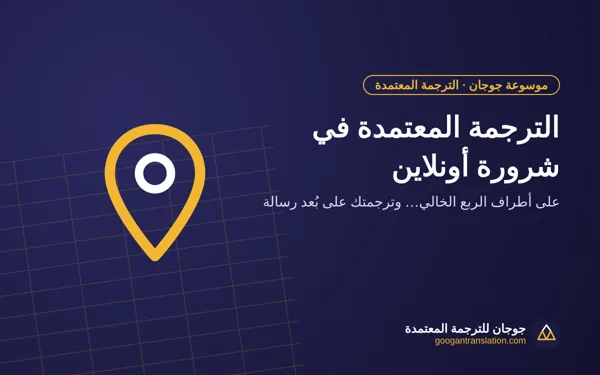 موسوعة جوجان · الترجمة المعتمدة
الترجمة المعتمدة في
شرورة أونلاين
على أطراف الربع الخالي… وترجمتك على بُعد رسالة
جوجان للترجمة المعتمدة
googantranslation.com